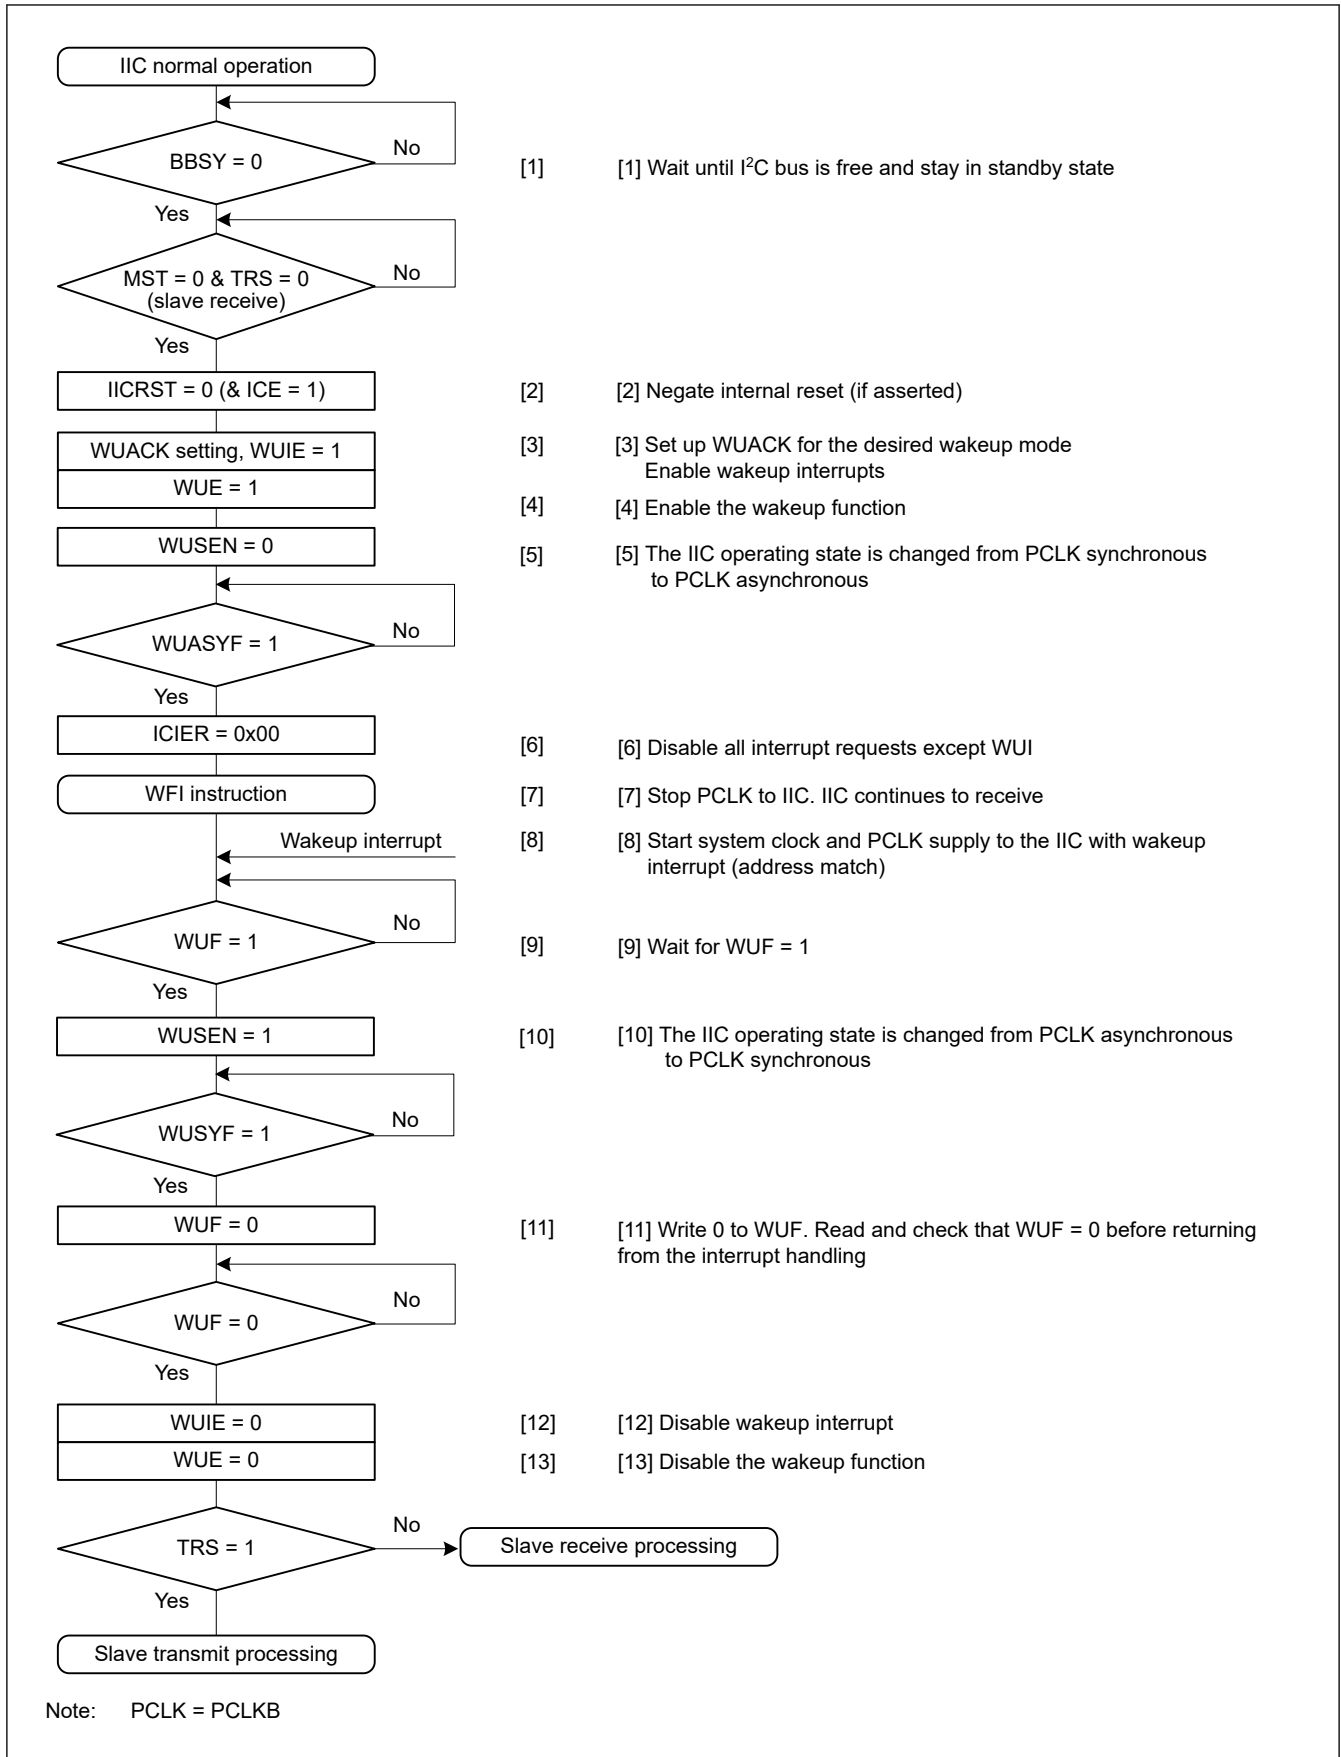 IIC normal operation
BBSY = 0
No
[1]
[1] Wait until I²C bus is free and stay in standby state
Yes
MST = 0 & TRS = 0
(slave receive)
No
Yes
IICRST = 0 (& ICE = 1)
[2]
[2] Negate internal reset (if asserted)
WUACK setting, WUIE = 1
[3]
[3] Set up WUACK for the desired wakeup mode
Enable wakeup interrupts
WUE = 1
[4]
[4] Enable the wakeup function
WUSEN = 0
[5]
[5] The IIC operating state is changed from PCLK synchronous
to PCLK asynchronous
WUASYF = 1
No
Yes
ICIER = 0x00
[6]
[6] Disable all interrupt requests except WUI
WFI instruction
[7]
[7] Stop PCLK to IIC. IIC continues to receive
Wakeup interrupt
[8]
[8] Start system clock and PCLK supply to the IIC with wakeup
interrupt (address match)
WUF = 1
No
[9]
[9] Wait for WUF = 1
Yes
WUSEN = 1
[10]
[10] The IIC operating state is changed from PCLK asynchronous
to PCLK synchronous
WUSYF = 1
No
Yes
WUF = 0
[11]
[11] Write 0 to WUF. Read and check that WUF = 0 before returning
from the interrupt handling
WUF = 0
No
Yes
WUIE = 0
[12]
[12] Disable wakeup interrupt
WUE = 0
[13]
[13] Disable the wakeup function
TRS = 1
No
Slave receive processing
Yes
Slave transmit processing
Note: PCLK = PCLKB